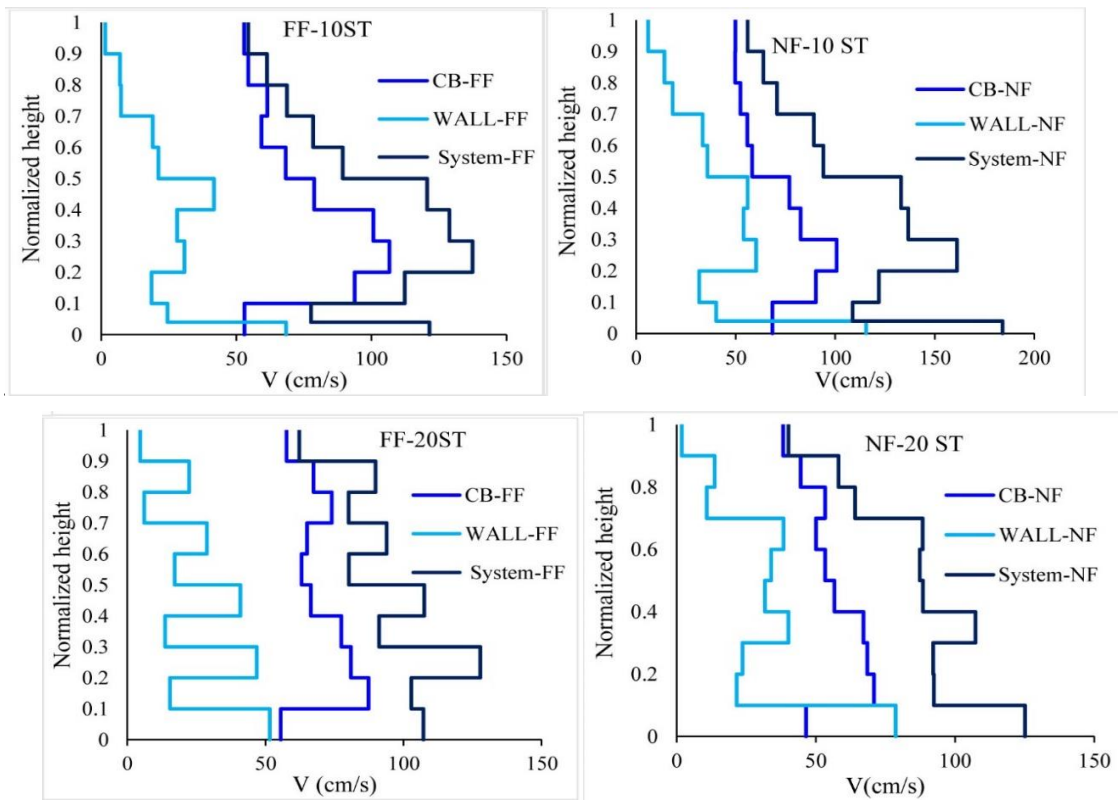 FF-10ST
CB-FF
WALL-FF
System-FF
Normalized height
1
0.9
0.8
0.7
0.6
0.5
0.4
0.3
0.2
0.1
0
0 50 100 150
V (cm/s)
NF-10 ST
CB-NF
WALL-NF
System-NF
Normalized height
1
0.9
0.8
0.7
0.6
0.5
0.4
0.3
0.2
0.1
0
0 50 100 150 200
V(cm/s)
FF-20ST
CB-FF
WALL-FF
System-FF
Normalized height
1
0.9
0.8
0.7
0.6
0.5
0.4
0.3
0.2
0.1
0
0 50 100 150
V (cm/s)
NF-20 ST
CB-NF
WALL-NF
System-NF
Normalized height
1
0.8
0.6
0.4
0.2
0
0 50 100 150
V(cm/s)